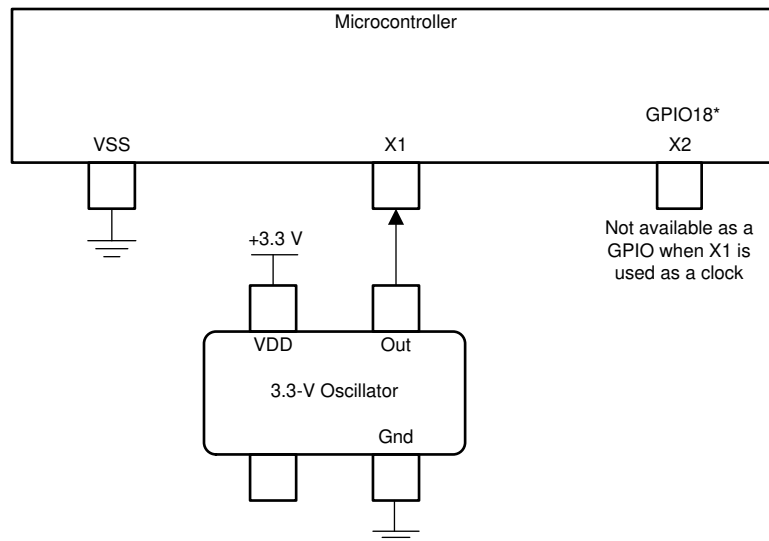 Microcontroller
GPIO18*
VSS
X1
X2
Not available as a
GPIO when X1 is
used as a clock
+3.3 V
VDD
Out
3.3-V Oscillator
Gnd